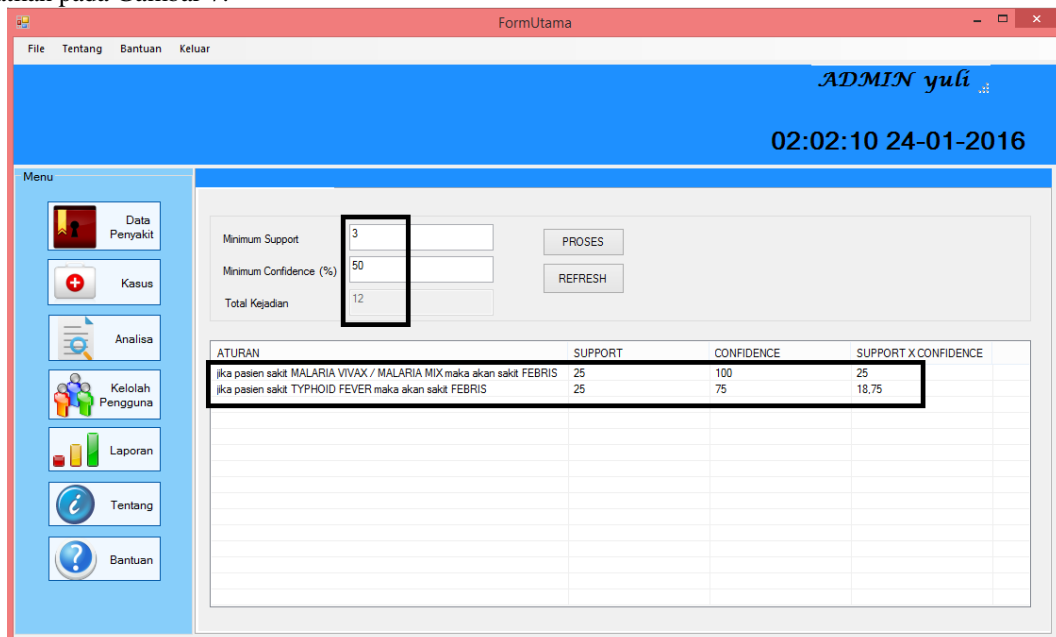 pada Gambar
FormUtama
File Tentang Bantuan Keluar
ADMIN yuli
02:02:10 24-01-2016
Menu
Data
Penyakit
Kasus
Analisa
Kelolah
Pengguna
Laporan
Tentang
Bantuan
Minimum Support 3 PROSES
Minimum Confidence (%) 50 REFRESH
Total Kejadian 12
ATURAN SUPPORT CONFIDENCE SUPPORT X CONFIDENCE
jika pasien sakit MALARIA VIVAX / MALARIA MIX maka akan sakit FEBRIS 25 100 25
jika pasien sakit TYPHOID FEVER maka akan sakit FEBRIS 25 75 18,75